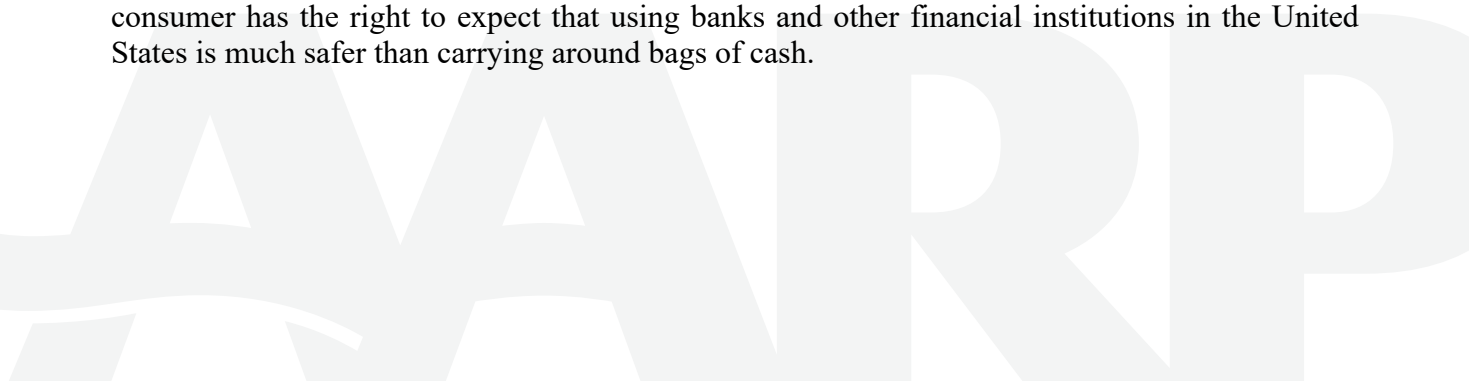 consumer has the right to expect that using banks and other financial institutions in the United
States is much safer than carrying around bags of cash.
AARP